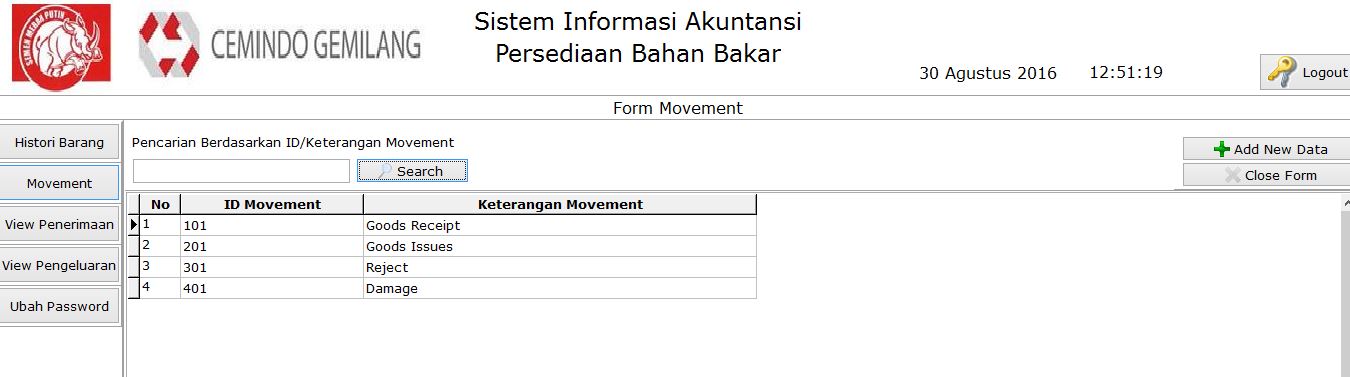 SEMEN MERAH PUTIH
CEMINDO GEMILANG
Sistem Informasi Akuntansi
Persediaan Bahan Bakar
30 Agustus 2016 12:51:19
Logout
Form Movement
Histori Barang
Movement
View Penerimaan
View Pengeluaran
Ubah Password
Pencarian Berdasarkan ID/Keterangan Movement
Search
Add New Data
Close Form
No ID Movement Keterangan Movement
1 101 Goods Receipt
2 201 Goods Issues
3 301 Reject
4 401 Damage